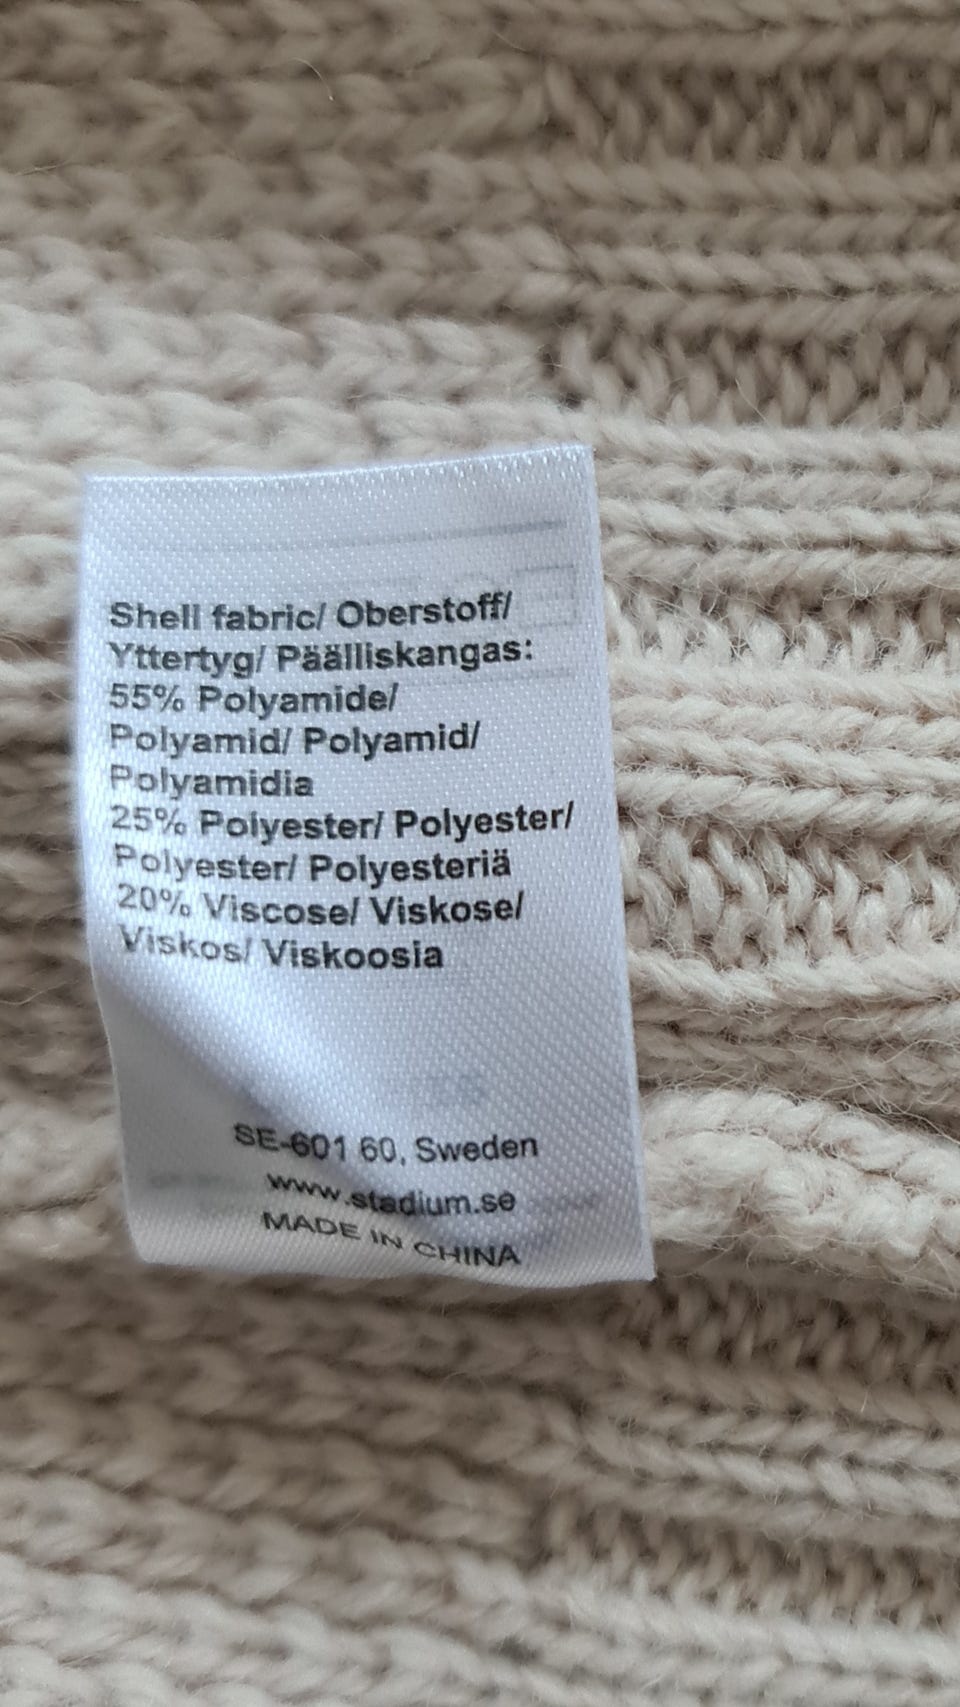 Shell fabric/ Oberstoff/
Yttertyg/ Päälliskangas:
55% Polyamide/
Polyamid/ Polyamid/
Polyamidia
25% Polyester/ Polyester/
Polyester/ Polyesteriä
20% Viscose/ Viskose/
Viskos/ Viskoosia
SE-601 60, Sweden
www.stadium.se
MADE IN CHINA